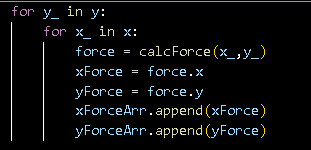 for y_ in y:
    for x_ in x:
        force = calcForce(x_,y_)
        xForce = force.x
        yForce = force.y
        xForceArr.append(xForce)
        yForceArr.append(yForce)